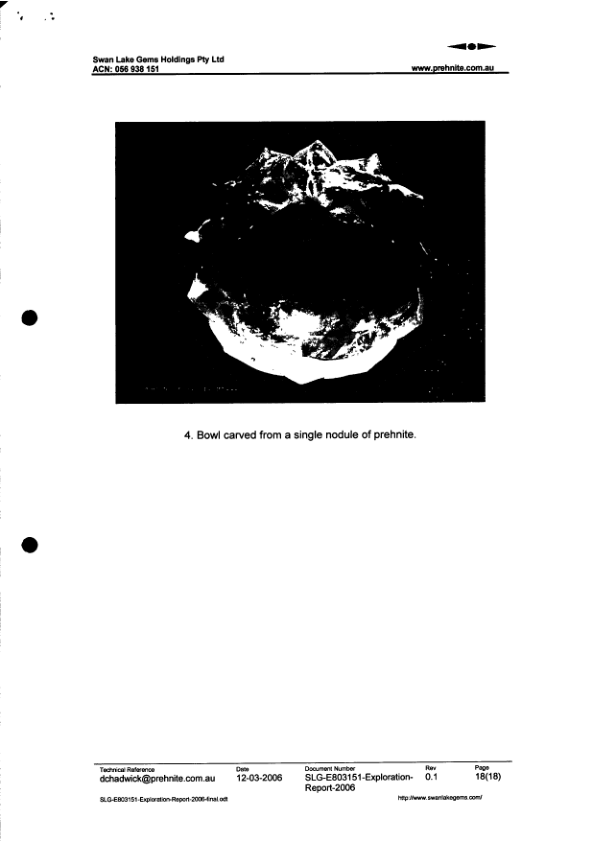 Swan Lake Gems Holdings Pty Ltd
ACN: 056 938 151
www.prehnite.com.au
4. Bowl carved from a single nodule of prehnite.
Technical Reference Date Document Number Rev Page
dchadwick@prehnite.com.au 12-03-2006 SLG-E803151-Exploration- 0.1 18(18)
Report-2006
SLG-E803151-Exploration-Report-2006-final.odt http://www.swanlakegems.com/